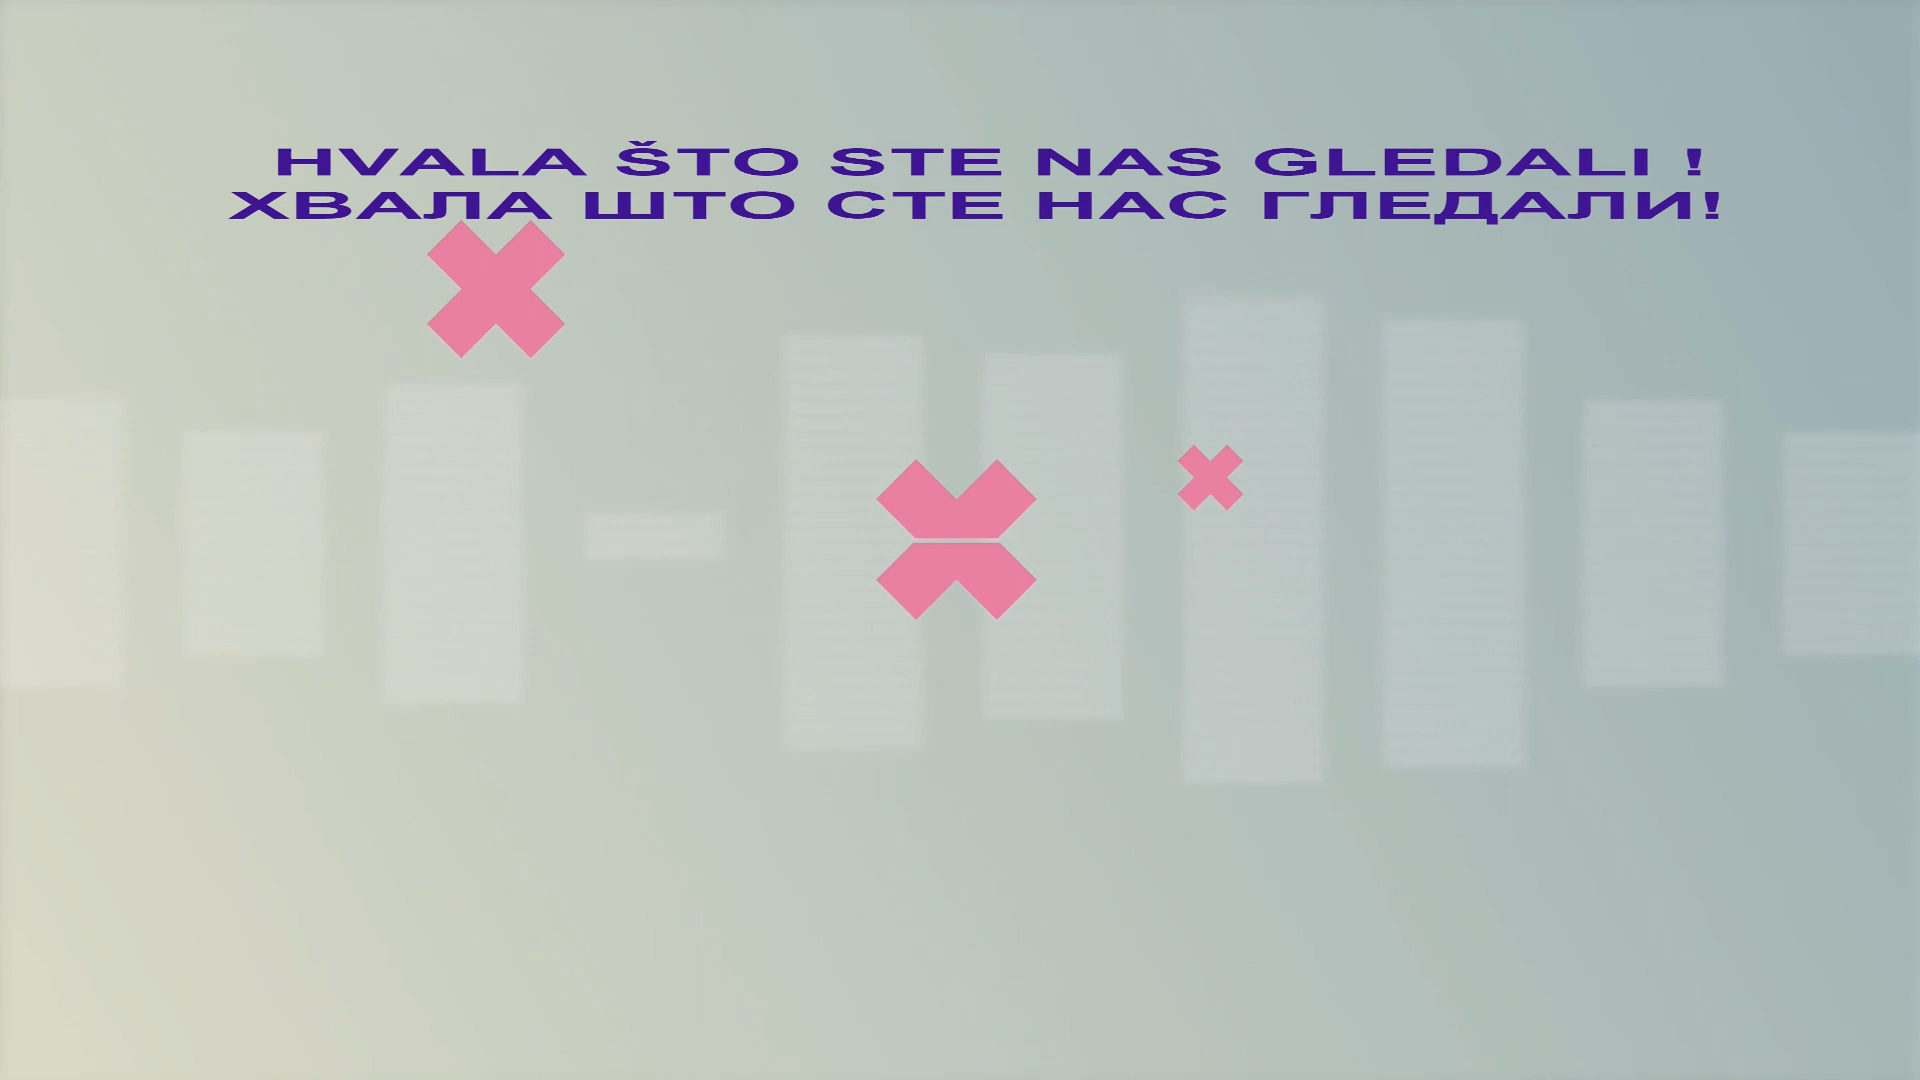 HVALA ŠTO STE NAS GLEDALI !
ХВАЛА ШТО СТЕ НАС ГЛЕДАЛИ!